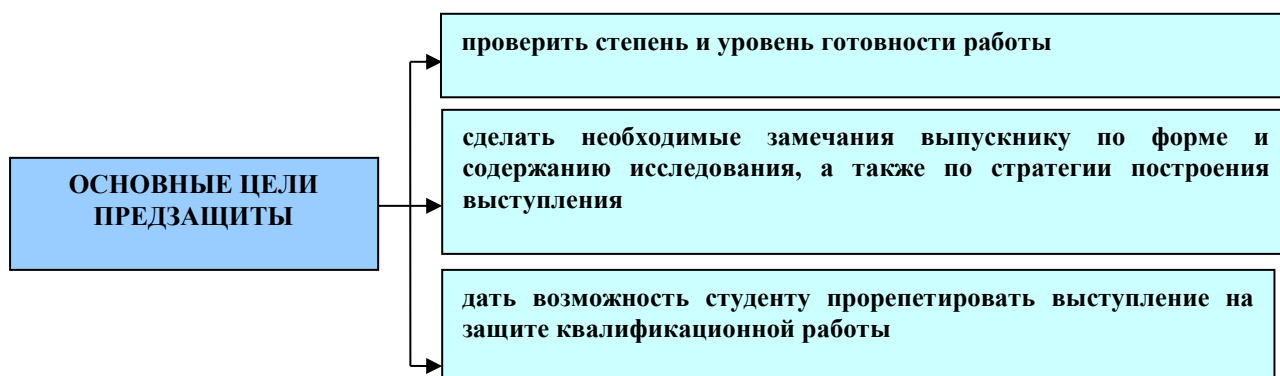 проверить степень и уровень готовности работы
сделать необходимые замечания выпускнику по форме и
содержанию исследования, а также по стратегии построения
выступления
ОСНОВНЫЕ ЦЕЛИ
ПРЕДЗАЩИТЫ
дать возможность студенту прорепетировать выступление на
защите квалификационной работы